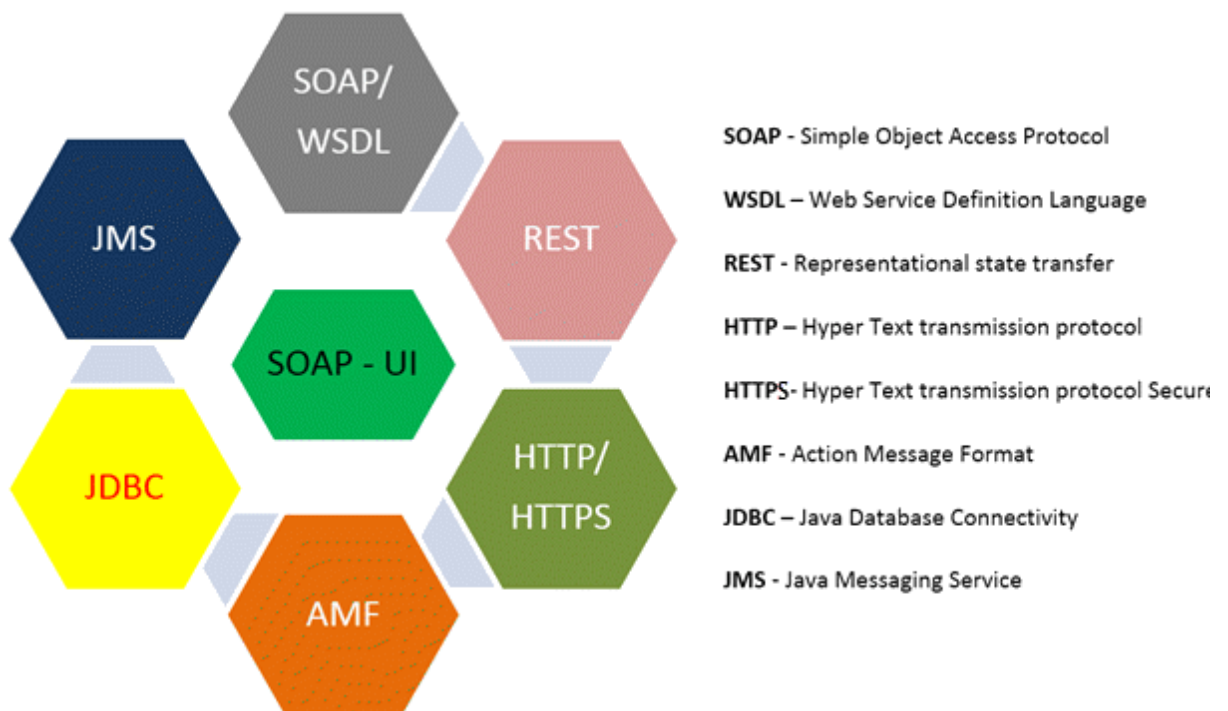 SOAP/
WSDL
JMS
REST
SOAP - UI
JDBC
HTTP/
HTTPS
AMF
SOAP - Simple Object Access Protocol
WSDL – Web Service Definition Language
REST - Representational state transfer
HTTP – Hyper Text transmission protocol
HTTPS- Hyper Text transmission protocol Secure
AMF - Action Message Format
JDBC – Java Database Connectivity
JMS - Java Messaging Service